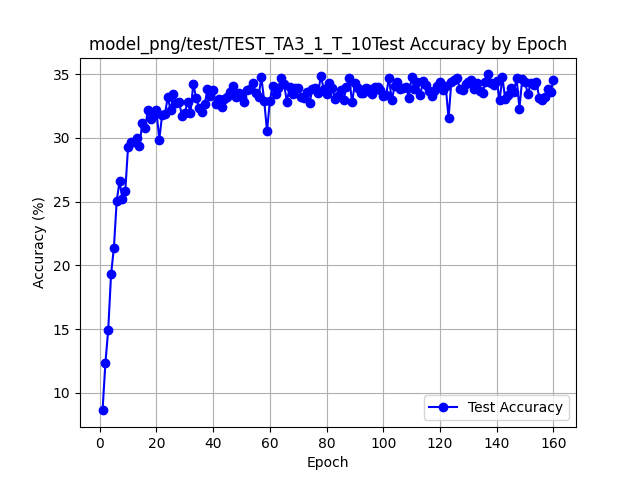 model_png/test/TEST_TA3_1_T_10Test Accuracy by Epoch
35
30
25
20
15
10
Accuracy (%)
0 20 40 60 80 100 120 140 160
Epoch
Test Accuracy